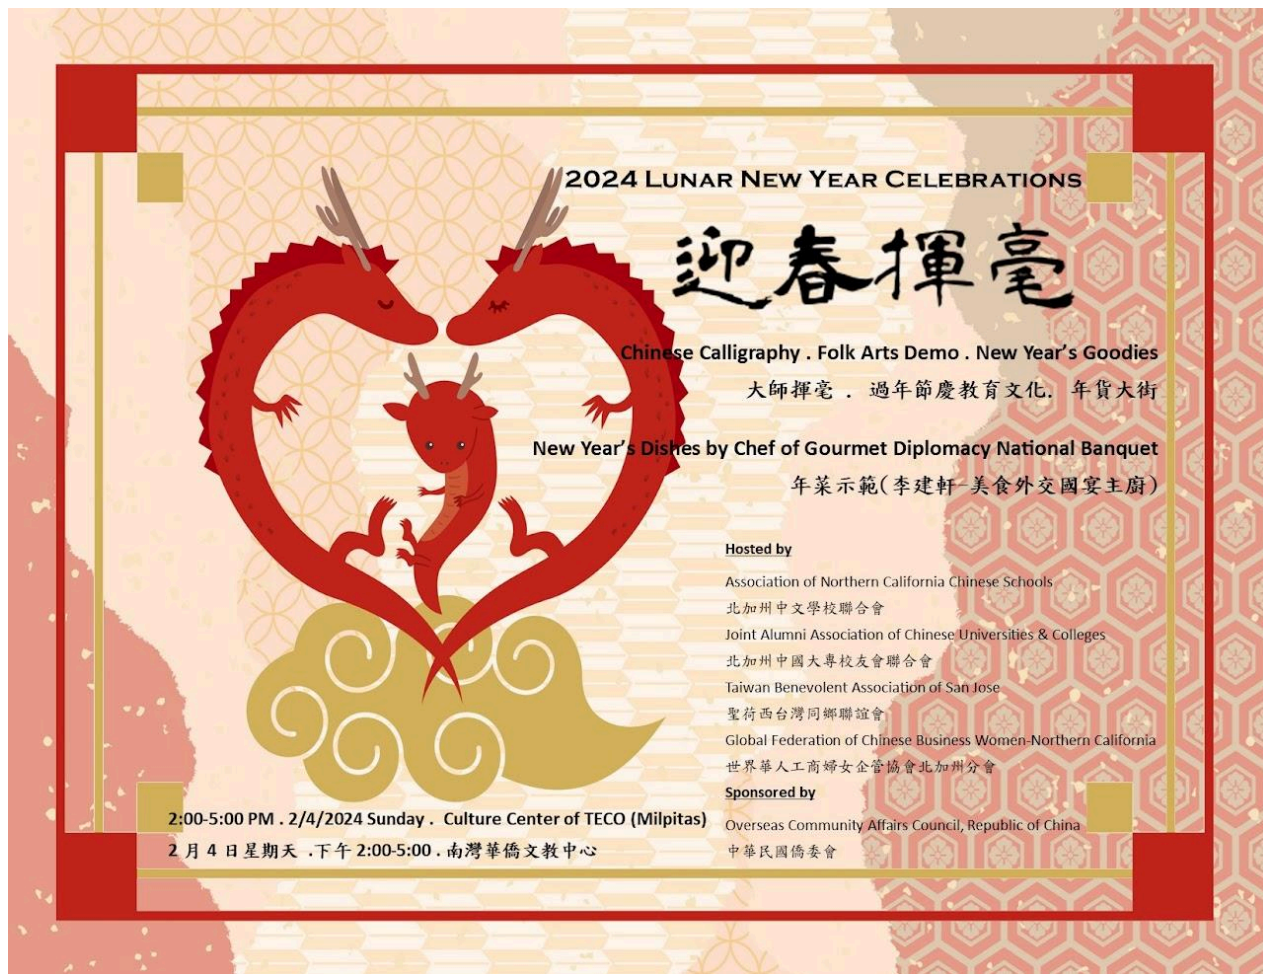 2024 LUNAR NEW YEAR CELEBRATIONS
迎春揮毫
Chinese Calligraphy . Folk Arts Demo . New Year's Goodies
大師揮毫 . 過年節慶教育文化. 年貨大街
New Year's Dishes by Chef of Gourmet Diplomacy National Banquet
年菜示範(李建軒-美食外交國宴主廚)
Hosted by
Association of Northern California Chinese Schools
北加州中文學校聯合會
Joint Alumni Association of Chinese Universities & Colleges
北加州中國大專校友會聯合會
Taiwan Benevolent Association of San Jose
聖荷西台灣同鄉聯誼會
Global Federation of Chinese Business Women-Northern California
世界華人工商婦女企管協會北加州分會
Sponsored by
Overseas Community Affairs Council, Republic of China
中華民國僑委會
2:00-5:00 PM . 2/4/2024 Sunday . Culture Center of TECO (Milpitas)
2 月 4 日星期天 .下午 2:00-5:00 . 南灣華僑文教中心